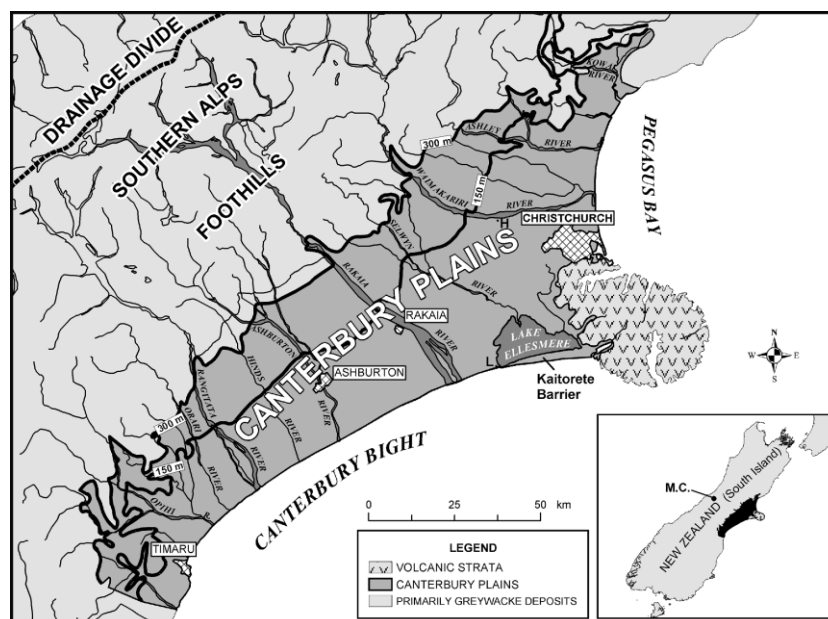 DRAINAGE DIVIDE
SOUTHERN ALPS
FOOTHILLS
KOWAI
RIVER
ASHLEY
RIVER
300 m
150 m
WAIMAKARIRI
RIVER
H
CHRISTCHURCH
PEGASUS BAY
SELWYN
RIVER
CANTERBURY PLAINS
RAKAIA
RIVER
RAKAIA
LAKE
ELLESMERE
L
Kaitorete
Barrier
N
W E
S
ASHBURTON
RIVER
ASHBURTON
HINDS
RIVER
RANGITATA
RIVER
ORARI
RIVER
300 m
150 m
OPIHI
R.
TIMARU
CANTERBURY BIGHT
0 25 50 km
LEGEND
VOLCANIC STRATA
CANTERBURY PLAINS
PRIMARILY GREYWACKE DEPOSITS
M.C.
NEW ZEALAND (South Island)